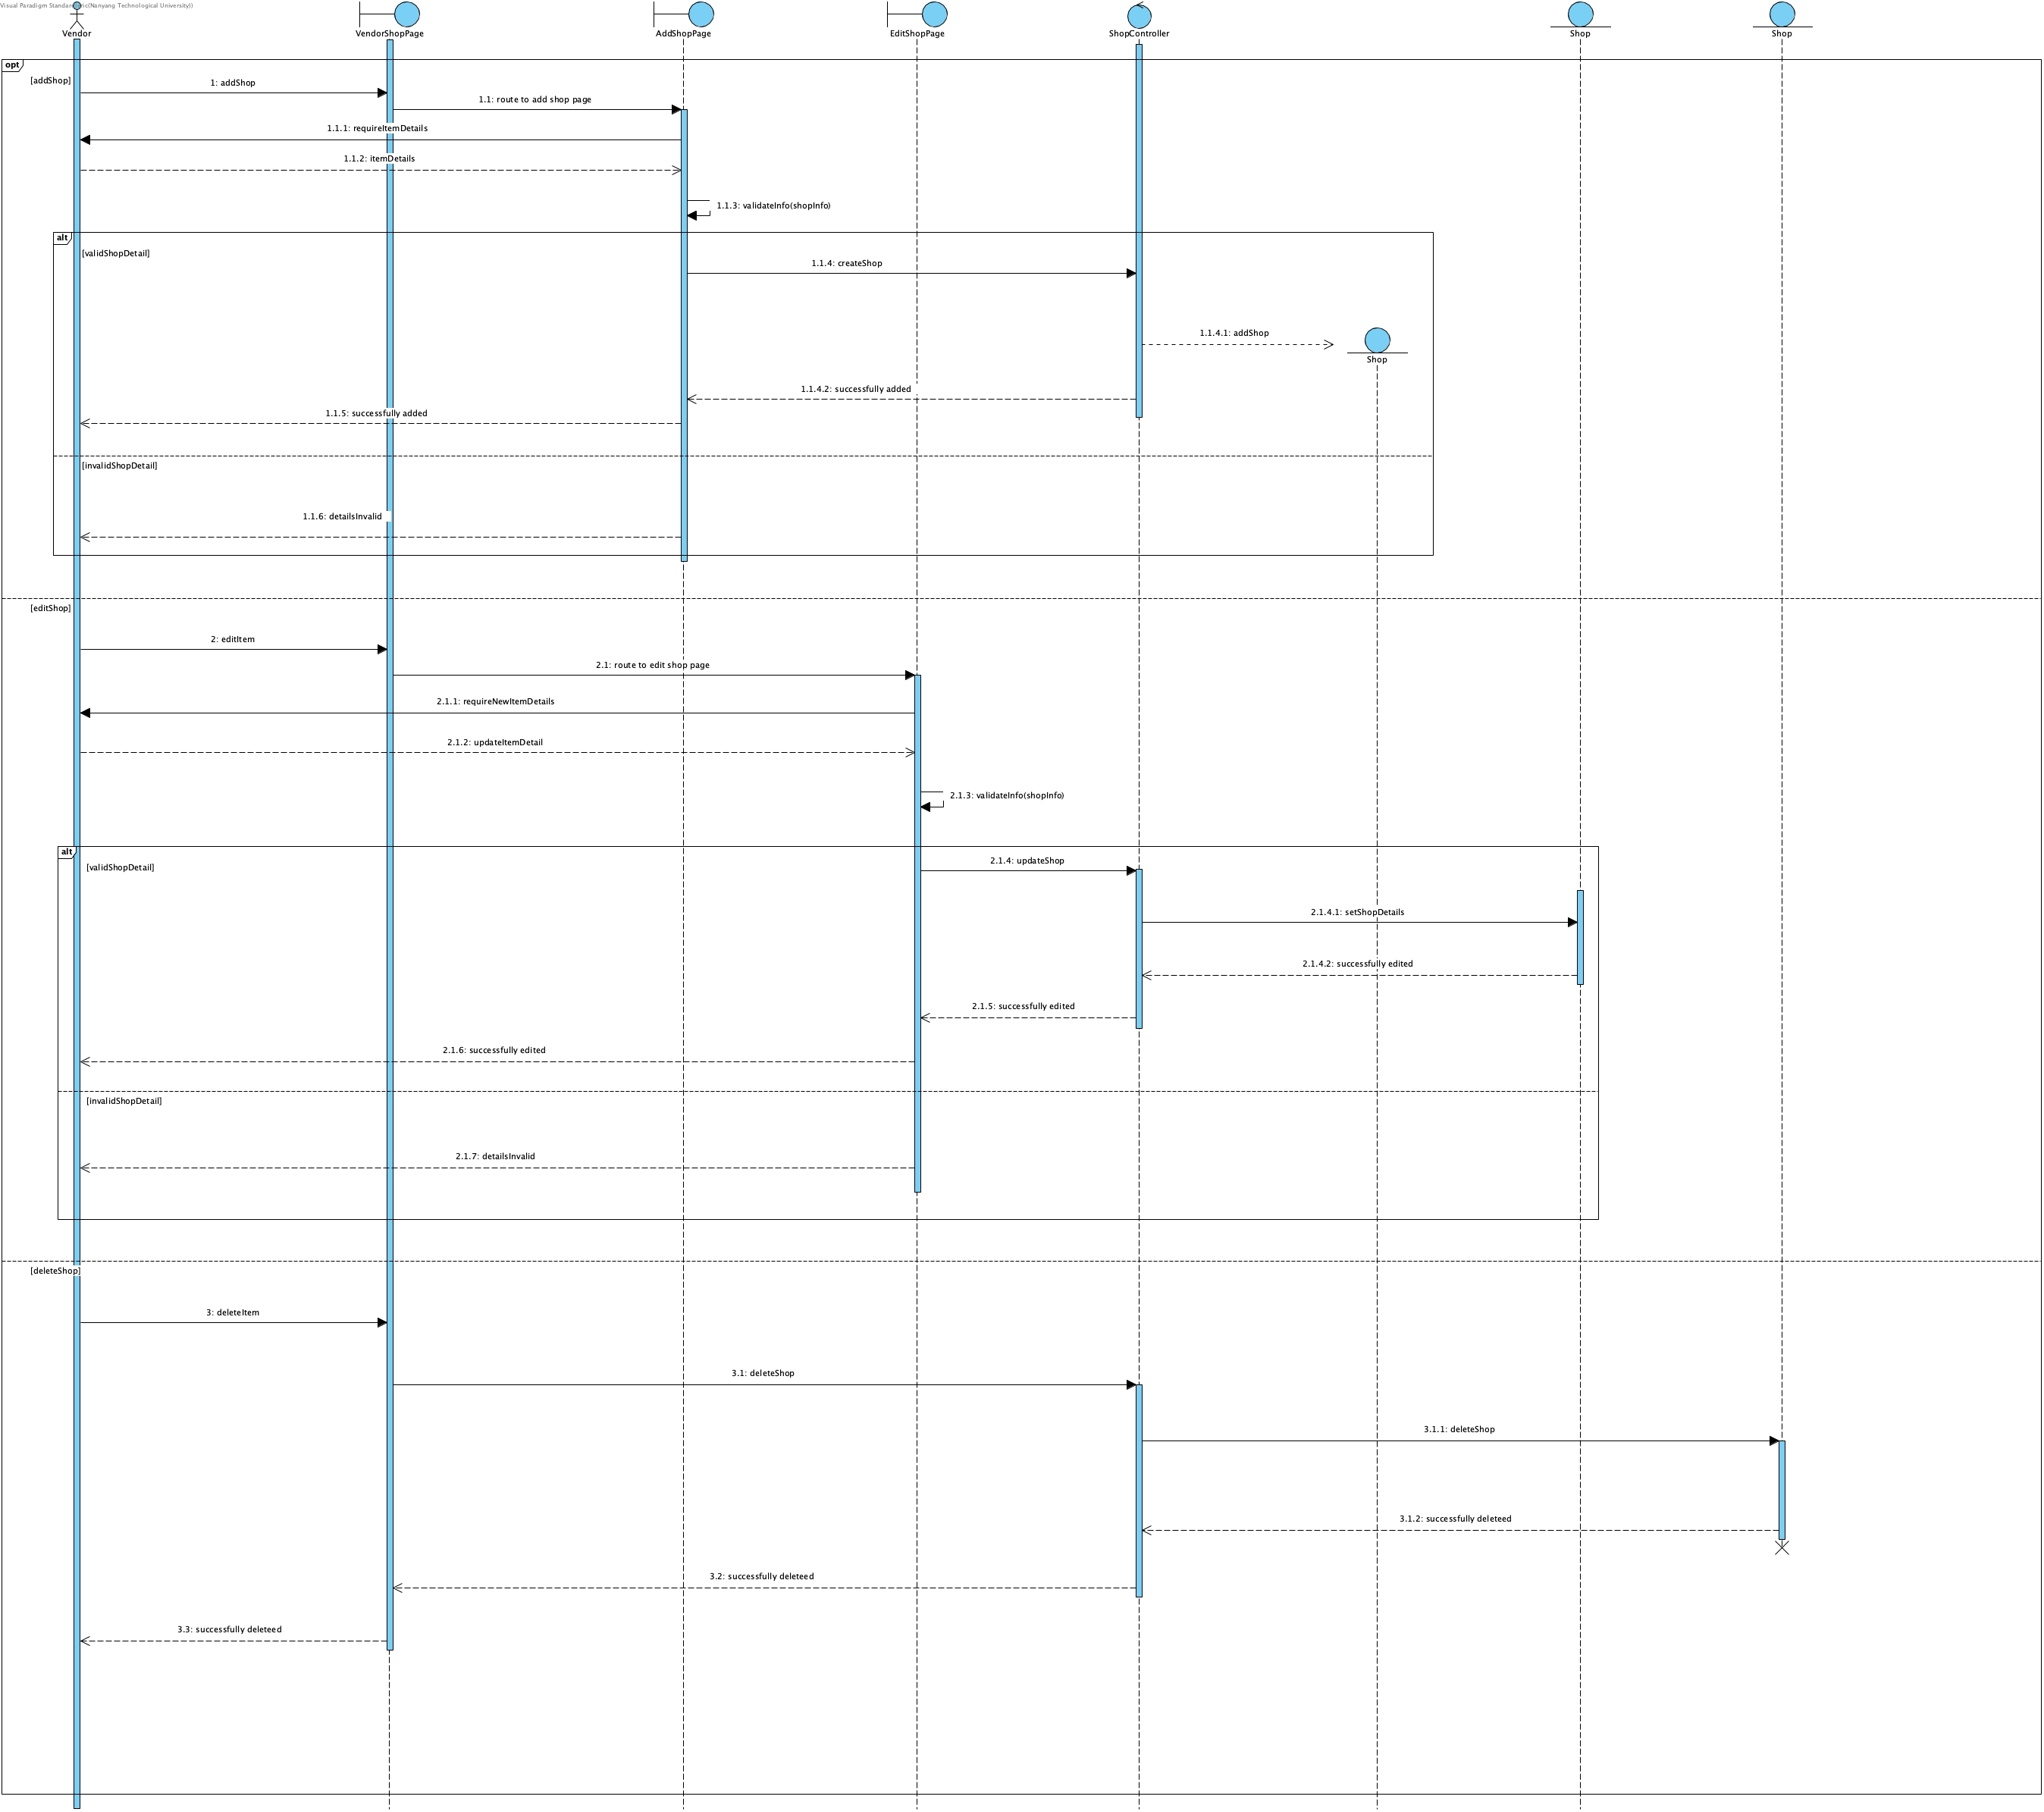 Visual Paradigm Standard
Vendor
VendorShopPage
AddShopPage
EditShopPage
ShopController
Shop
Shop
opt
[addShop]
1: addShop
1.1: route to add shop page
1.1.1: requireItemDetails
1.1.2: itemDetails
1.1.3: validateInfo(shopInfo)
alt
[validShopDetail]
1.1.4: createShop
1.1.4.1: addShop
Shop
1.1.4.2: successfully added
1.1.5: successfully added
[invalidShopDetail]
1.1.6: detailsInvalid
[editShop]
2: editItem
2.1: route to edit shop page
2.1.1: requireNewItemDetails
2.1.2: updateItemDetail
2.1.3: validateInfo(shopInfo)
alt
[validShopDetail]
2.1.4: updateShop
2.1.4.1: setShopDetails
2.1.4.2: successfully edited
2.1.5: successfully edited
2.1.6: successfully edited
[invalidShopDetail]
2.1.7: detailsInvalid
[deleteShop]
3: deleteItem
3.1: deleteShop
3.1.1: deleteShop
3.1.2: successfully deleteed
3.2: successfully deleteed
3.3: successfully deleteed